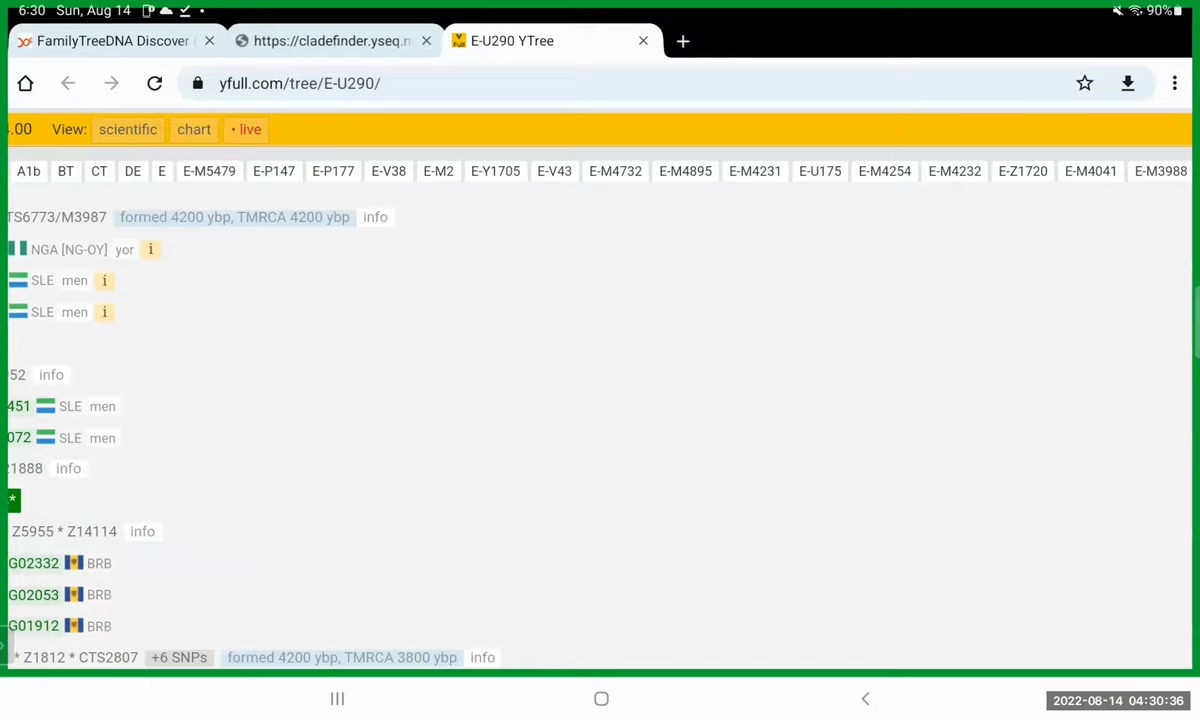 6:30 Sun, Aug 14 90%
FamilyTreeDNA Discover https://cladefinder.yseq.n E-U290 YTree
yfull.com/tree/E-U290/
.00 View: scientific chart • live
A1b BT CT DE E E-M5479 E-P147 E-P177 E-V38 E-M2 E-Y1705 E-V43 E-M4732 E-M4895 E-M4231 E-U175 E-M4254 E-M4232 E-Z1720 E-M4041 E-M3988
TS6773/M3987 formed 4200 ybp, TMRCA 4200 ybp info
NGA [NG-OY] yor i
SLE men i
SLE men i
52 info
451 SLE men
072 SLE men
21888 info
*
Z5955 * Z14114 info
G02332 BRB
G02053 BRB
G01912 BRB
* Z1812 * CTS2807 +6 SNPs formed 4200 ybp, TMRCA 3800 ybp info
2022-08-14 04:30:36